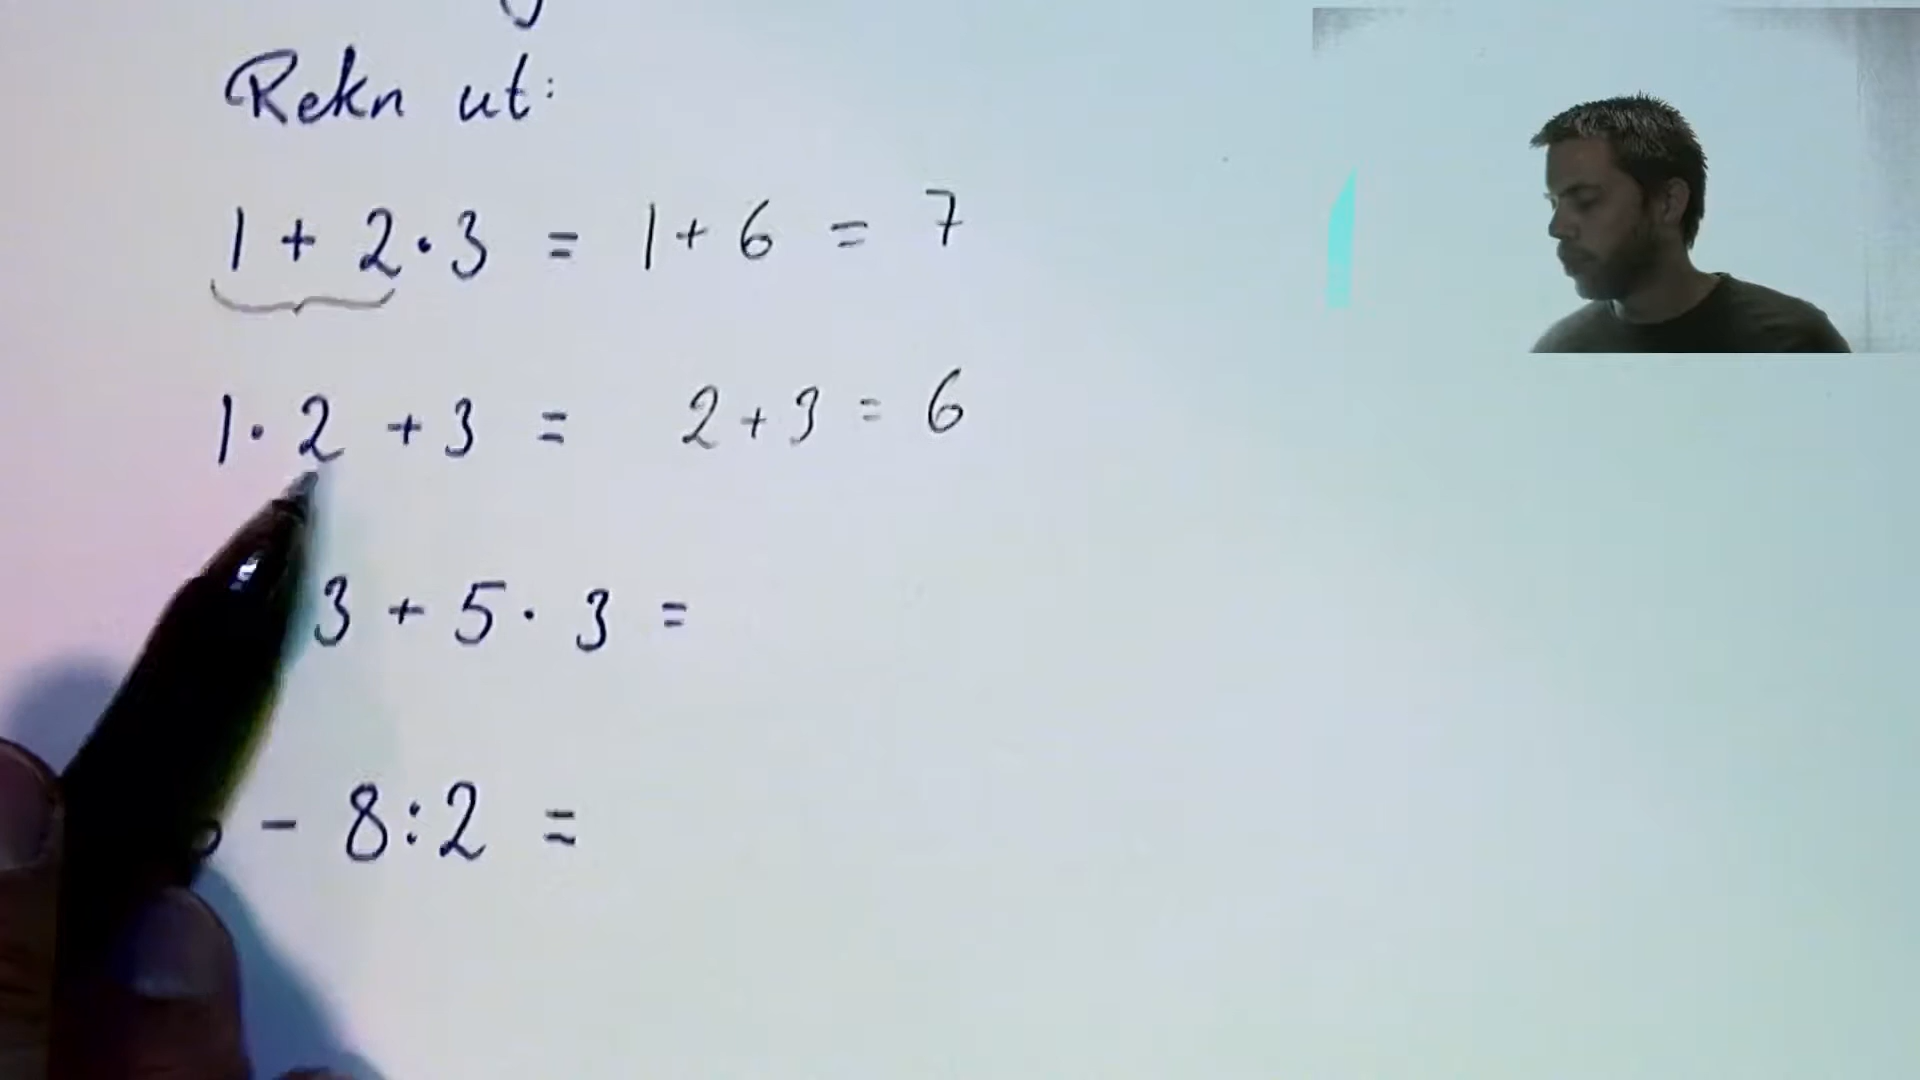 Rekn ut:
1 + 2 · 3 = 1 + 6 = 7
1 · 2 + 3 = 2 + 3 = 6
3 + 5 · 3 =
- 8 : 2 =